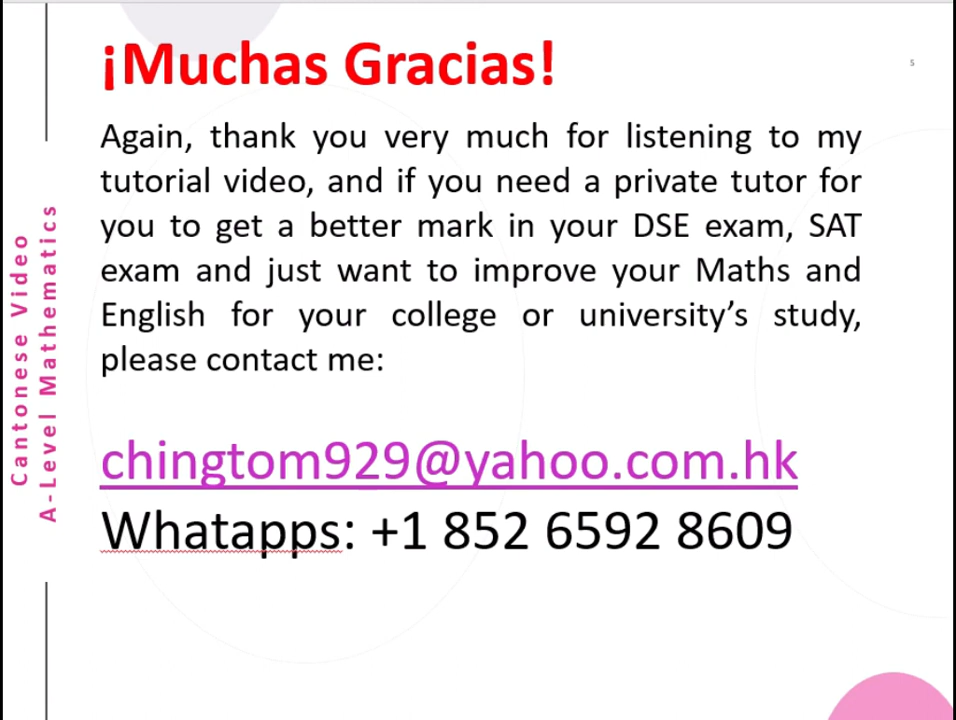 ¡Muchas Gracias!
5
Again, thank you very much for listening to my
tutorial video, and if you need a private tutor for
you to get a better mark in your DSE exam, SAT
exam and just want to improve your Maths and
English for your college or university’s study,
please contact me:
chingtom929@yahoo.com.hk
Whatapps: +1 852 6592 8609
Cantonese Video
A-Level Mathematics